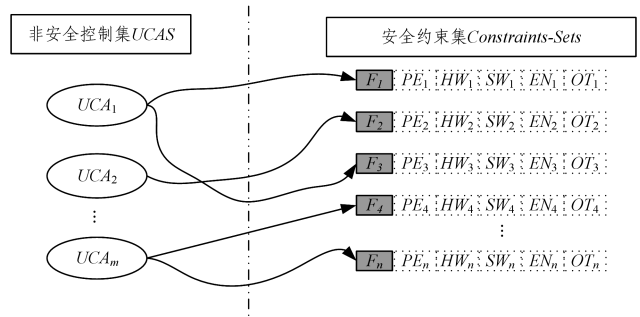 非安全控制集UCAS
安全约束集Constraints-Sets
UCA1
UCA2
⋮
UCAm
F1 PE1 HW1 SW1 EN1 OT1
F2 PE2 HW2 SW2 EN2 OT2
F3 PE3 HW3 SW3 EN3 OT3
F4 PE4 HW4 SW4 EN4 OT4
⋮
Fn PEn HWn SWn ENn OTn